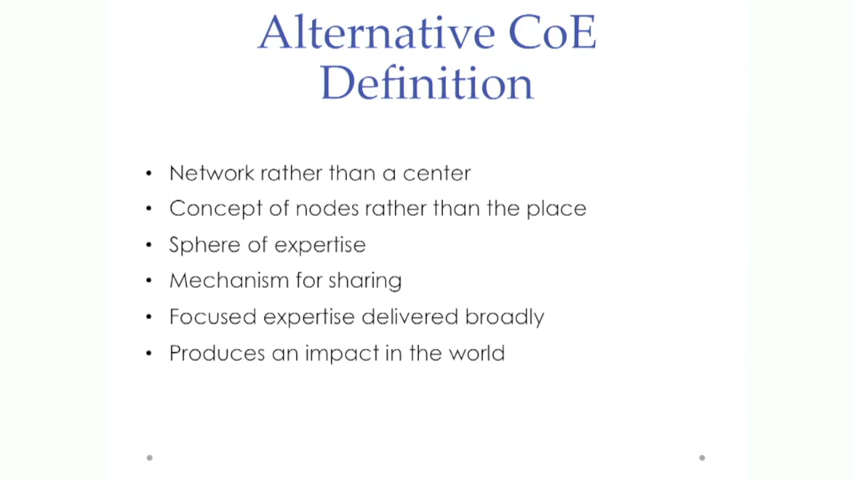 Alternative CoE
Definition
• Network rather than a center
• Concept of nodes rather than the place
• Sphere of expertise
• Mechanism for sharing
• Focused expertise delivered broadly
• Produces an impact in the world